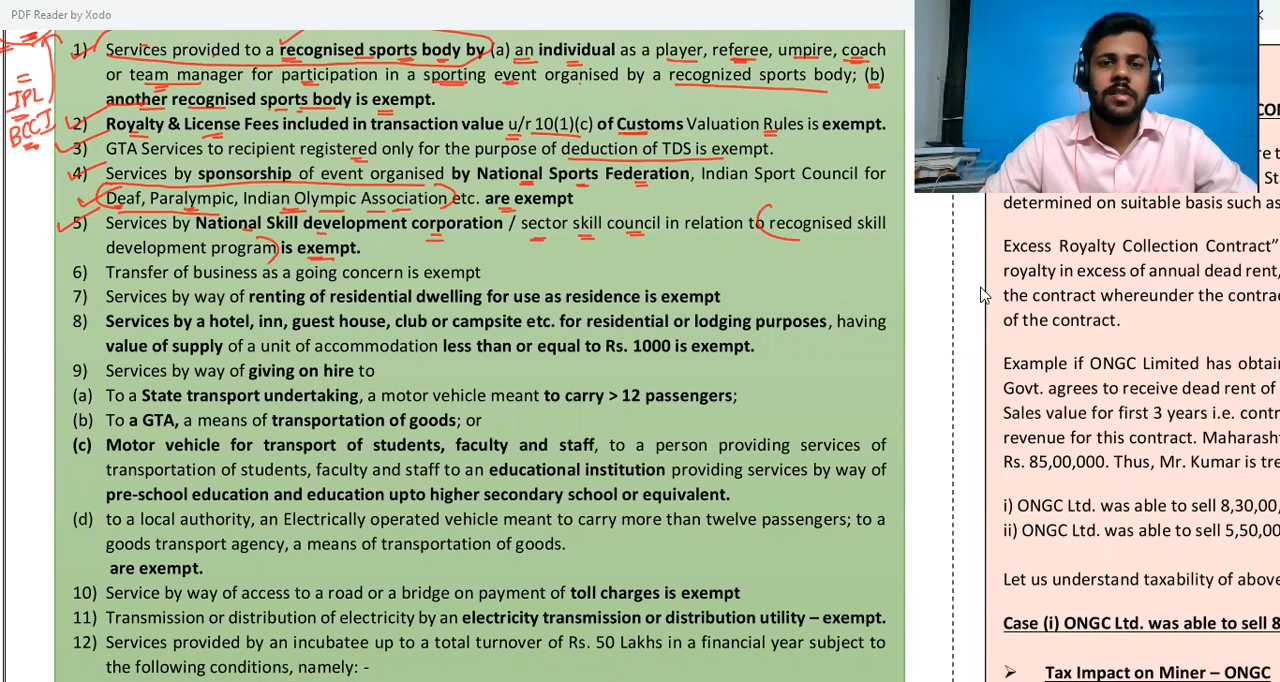 PDF Reader by Xodo
1) Services provided to a recognised sports body by (a) an individual as a player, referee, umpire, coach
or team manager for participation in a sporting event organised by a recognized sports body; (b)
another recognised sports body is exempt.
2) Royalty & License Fees included in transaction value u/r 10(1)(c) of Customs Valuation Rules is exempt.
3) GTA Services to recipient registered only for the purpose of deduction of TDS is exempt.
4) Services by sponsorship of event organised by National Sports Federation, Indian Sport Council for
Deaf, Paralympic, Indian Olympic Association etc. are exempt
5) Services by National Skill development corporation / sector skill council in relation to recognised skill
development program is exempt.
6) Transfer of business as a going concern is exempt
7) Services by way of renting of residential dwelling for use as residence is exempt
8) Services by a hotel, inn, guest house, club or campsite etc. for residential or lodging purposes, having
value of supply of a unit of accommodation less than or equal to Rs. 1000 is exempt.
9) Services by way of giving on hire to
(a) To a State transport undertaking, a motor vehicle meant to carry > 12 passengers;
(b) To a GTA, a means of transportation of goods; or
(c) Motor vehicle for transport of students, faculty and staff, to a person providing services of
transportation of students, faculty and staff to an educational institution providing services by way of
pre-school education and education upto higher secondary school or equivalent.
(d) to a local authority, an Electrically operated vehicle meant to carry more than twelve passengers; to a
goods transport agency, a means of transportation of goods.
are exempt.
10) Service by way of access to a road or a bridge on payment of toll charges is exempt
11) Transmission or distribution of electricity by an electricity transmission or distribution utility – exempt.
12) Services provided by an incubatee up to a total turnover of Rs. 50 Lakhs in a financial year subject to
the following conditions, namely: -
IPL
BCCI
determined on suitable basis such as
Excess Royalty Collection Contract”
royalty in excess of annual dead rent,
the contract whereunder the contra
of the contract.
Example if ONGC Limited has obtai
Govt. agrees to receive dead rent of
Sales value for first 3 years i.e. contr
revenue for this contract. Maharash
Rs. 85,00,000. Thus, Mr. Kumar is tre
i) ONGC Ltd. was able to sell 8,30,00,
ii) ONGC Ltd. was able to sell 5,50,00
Let us understand taxability of above
Case (i) ONGC Ltd. was able to sell 8
Tax Impact on Miner – ONGC